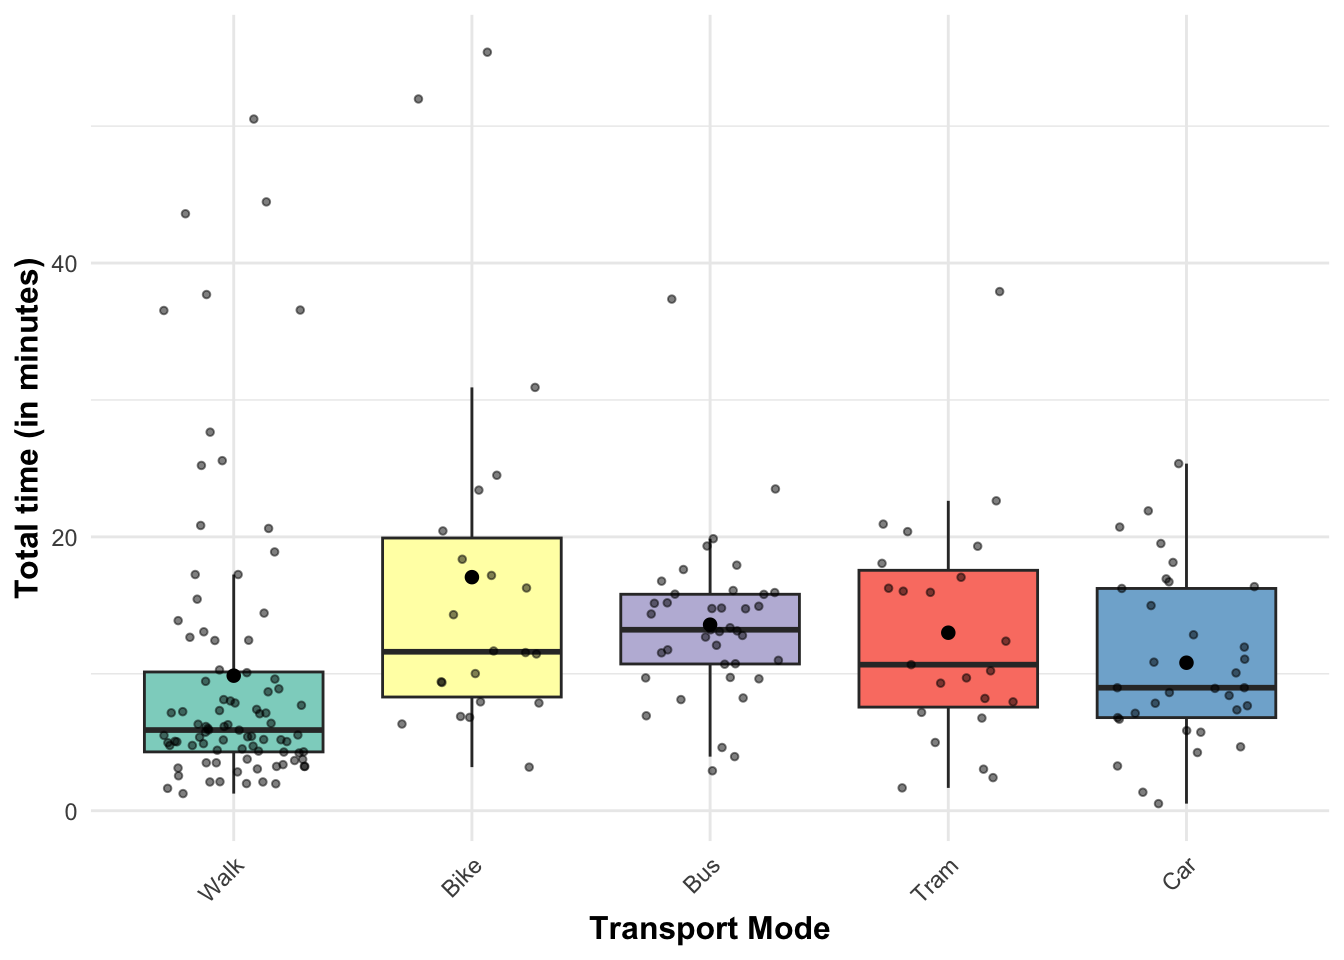 Total time (in minutes)
40
20
0
Walk
Bike
Bus
Tram
Car
Transport Mode